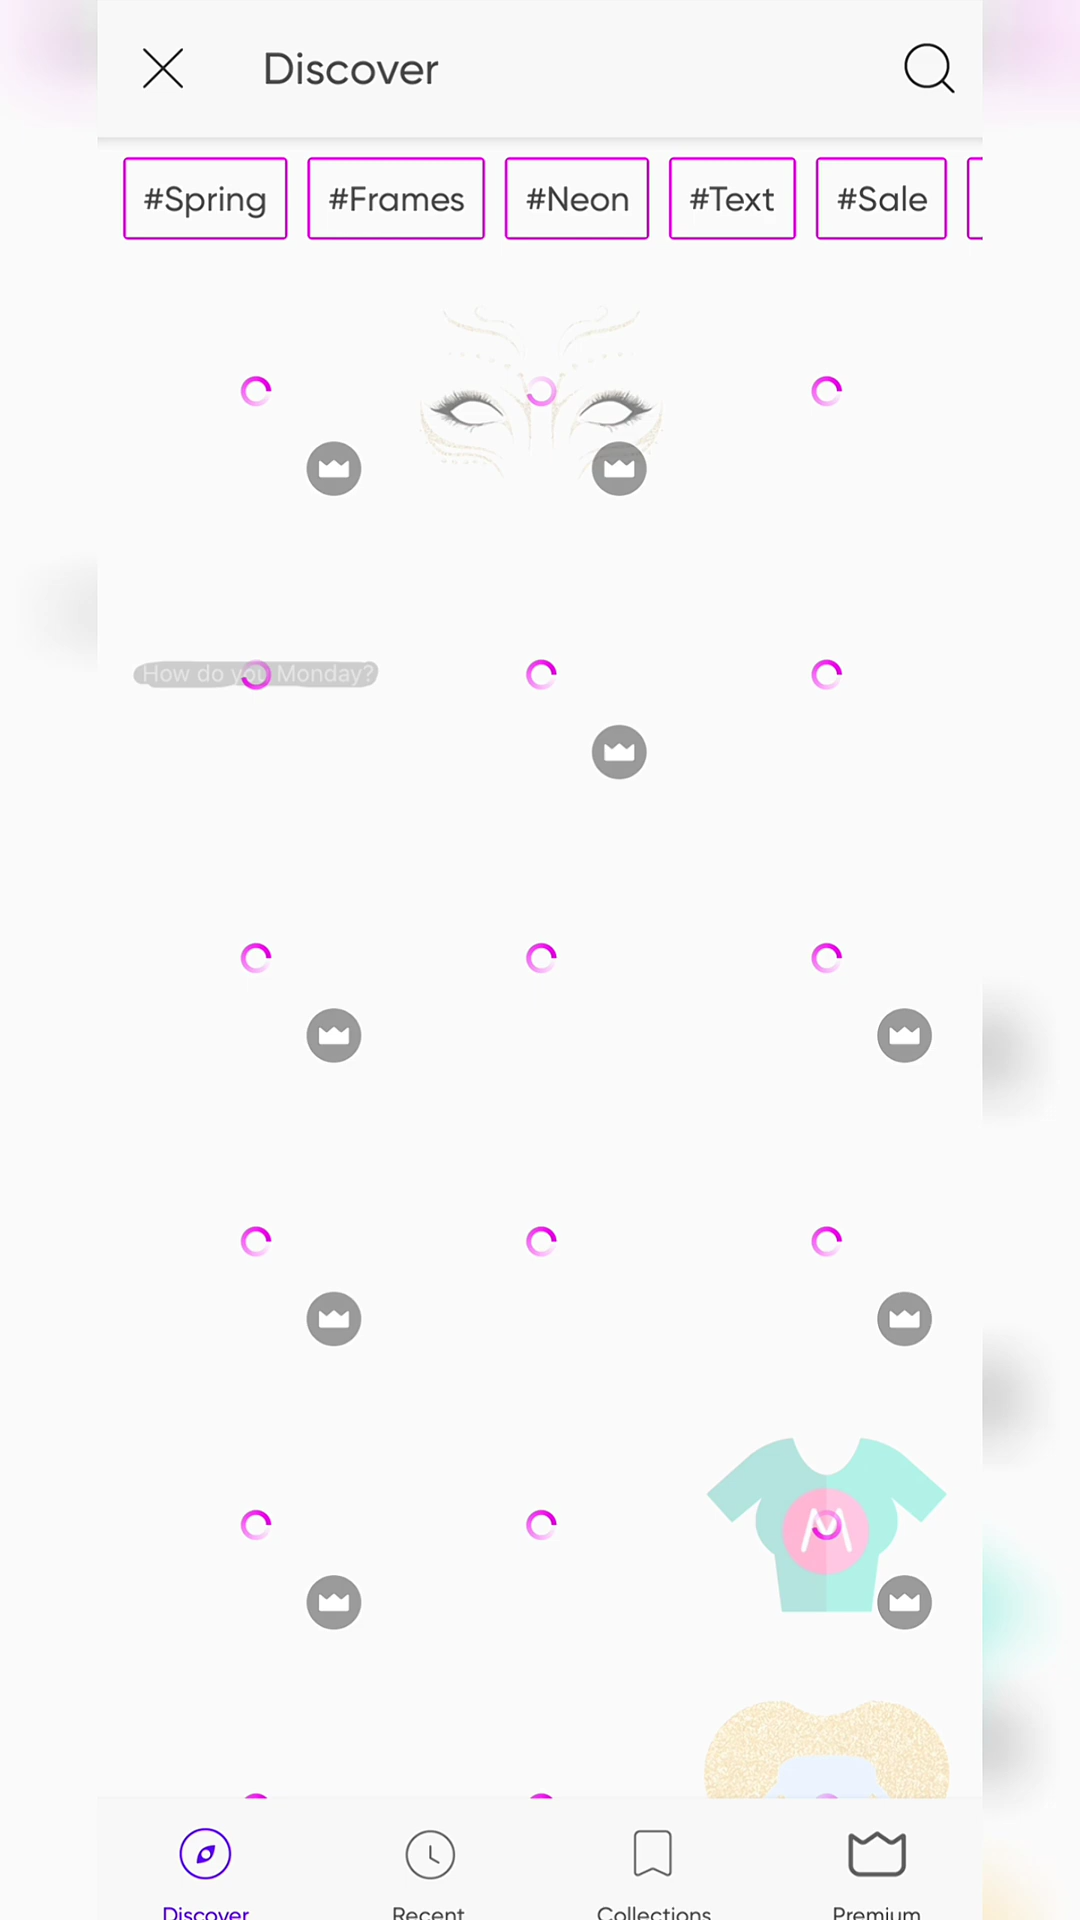 Discover
#Spring #Frames #Neon #Text #Sale
How do you Monday?
M
Discover Recent Collections Premium